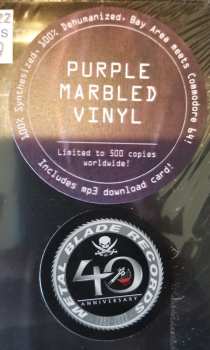 100% Synthesized, 100% Dehumanized, Bay Area meets Commodore 64!
PURPLE
MARBLED
VINYL
Limited to 500 copies
worldwide!
Includes mp3 download card!
METAL BLADE RECORDS
40
ANNIVERSARY